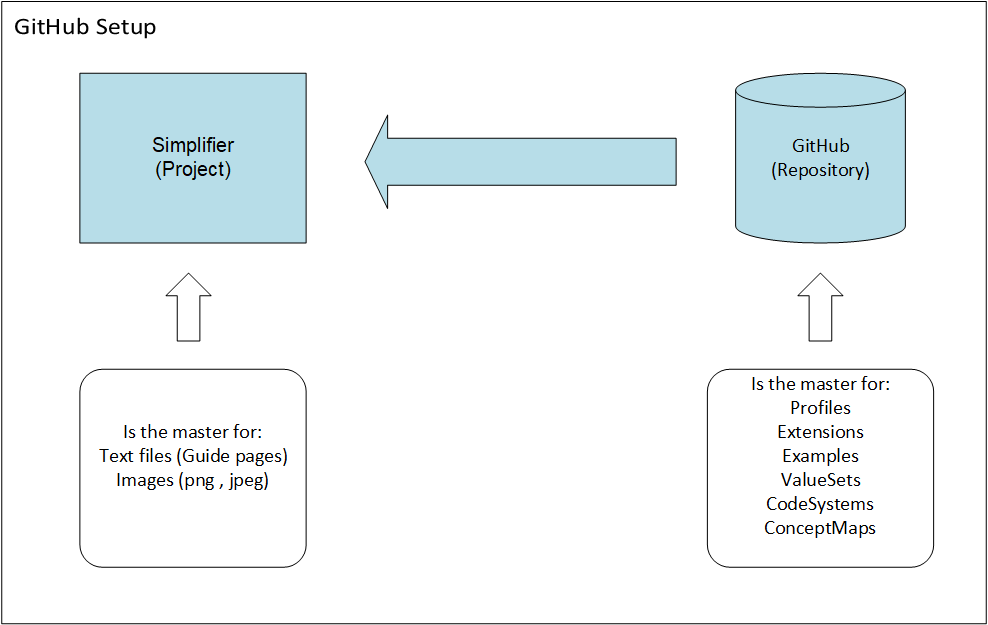 GitHub Setup
Simplifier
(Project)
GitHub
(Repository)
Is the master for:
Text files (Guide pages)
Images (png , jpeg)
Is the master for:
Profiles
Extensions
Examples
ValueSets
CodeSystems
ConceptMaps